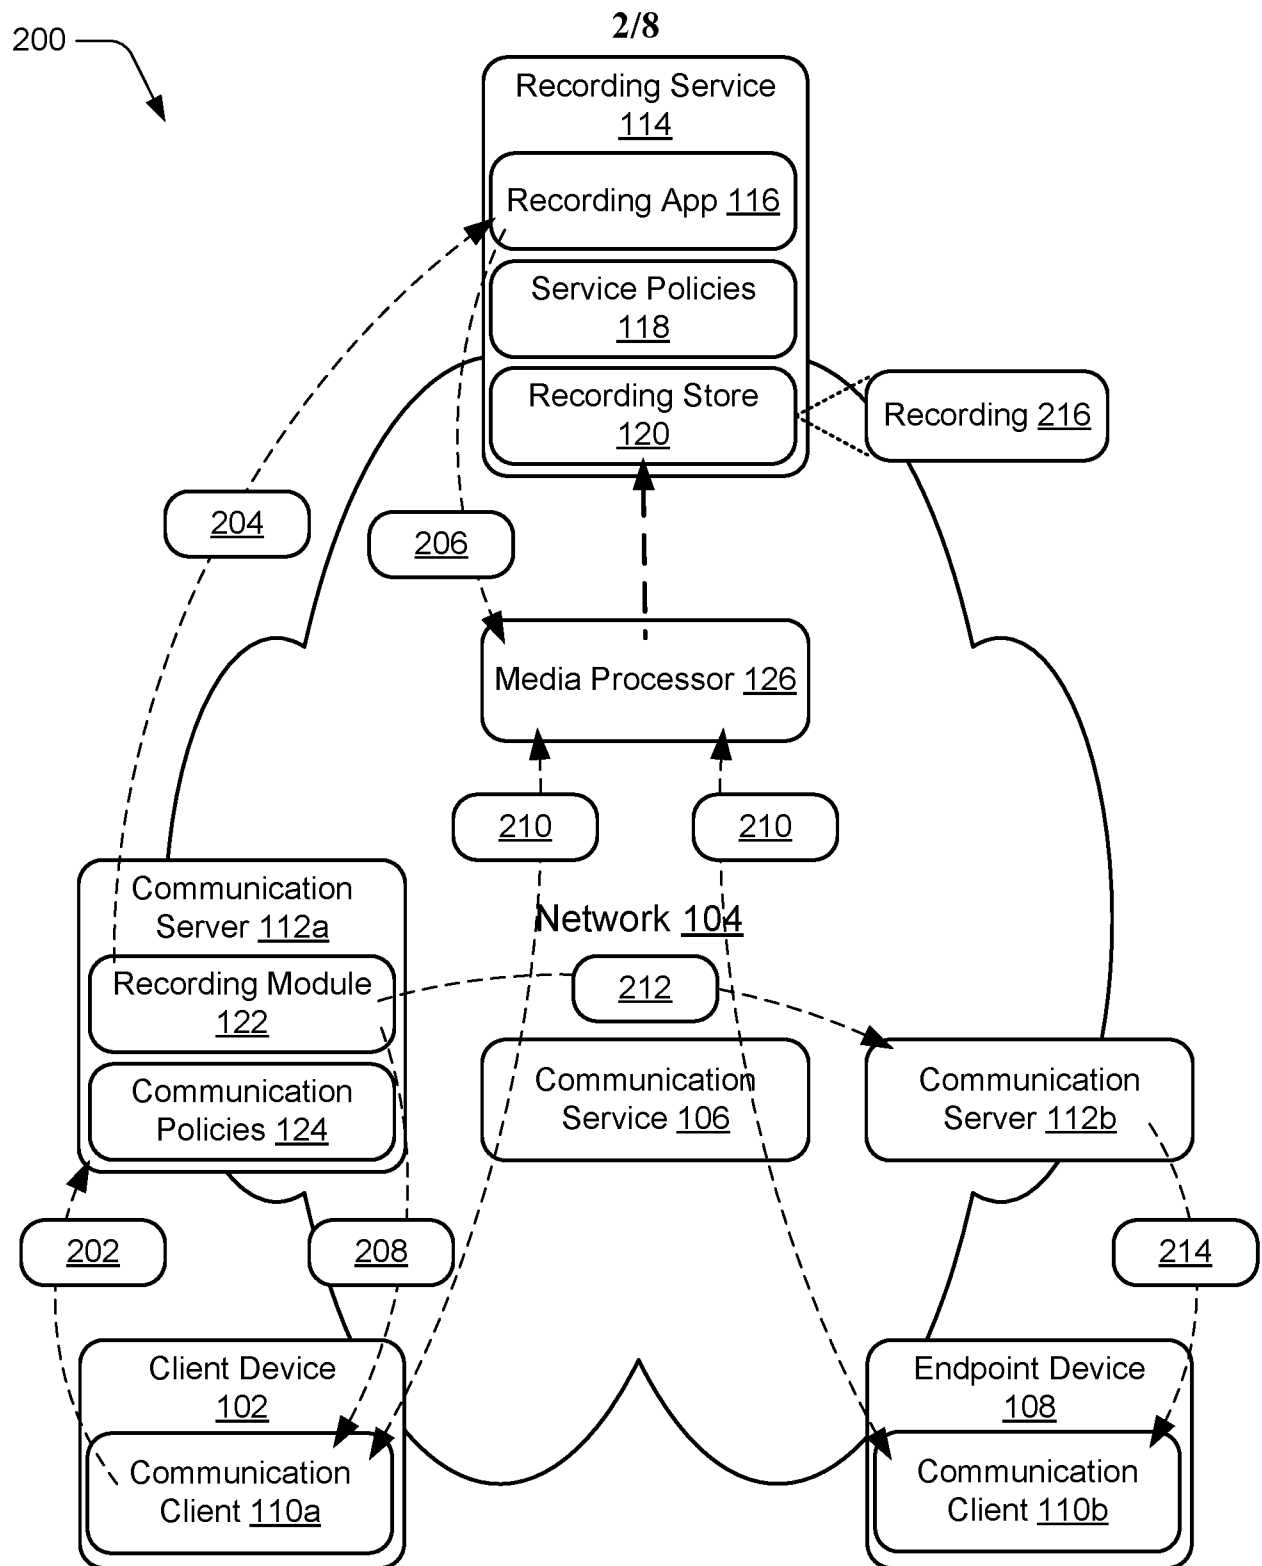 2/8
200
Recording Service
114
Recording App 116
Service Policies
118
Recording Store
120
Recording 216
204
206
Media Processor 126
210
210
Communication
Server 112a
Network 104
Recording Module
122
212
Communication
Policies 124
Communication
Service 106
Communication
Server 112b
202
208
214
Client Device
102
Endpoint Device
108
Communication
Client 110a
Communication
Client 110b